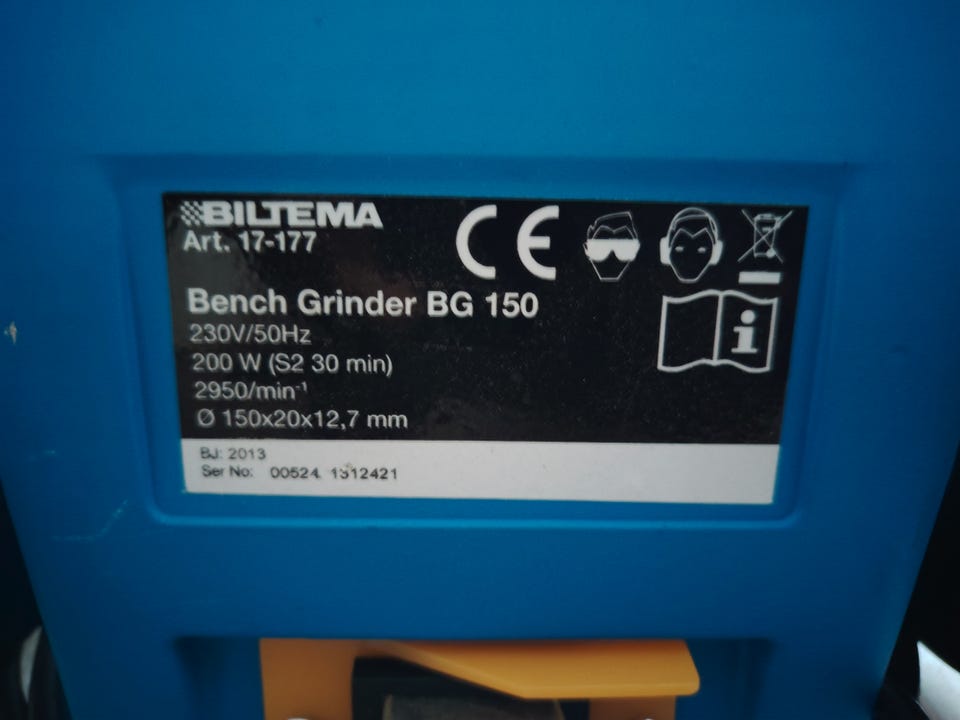 BILTEMA
Art. 17-177
CE
Bench Grinder BG 150
230V/50Hz
200 W (S2 30 min)
2950/min⁻¹
Ø 150x20x12,7 mm
BJ: 2013
Ser No: 00524 1312421